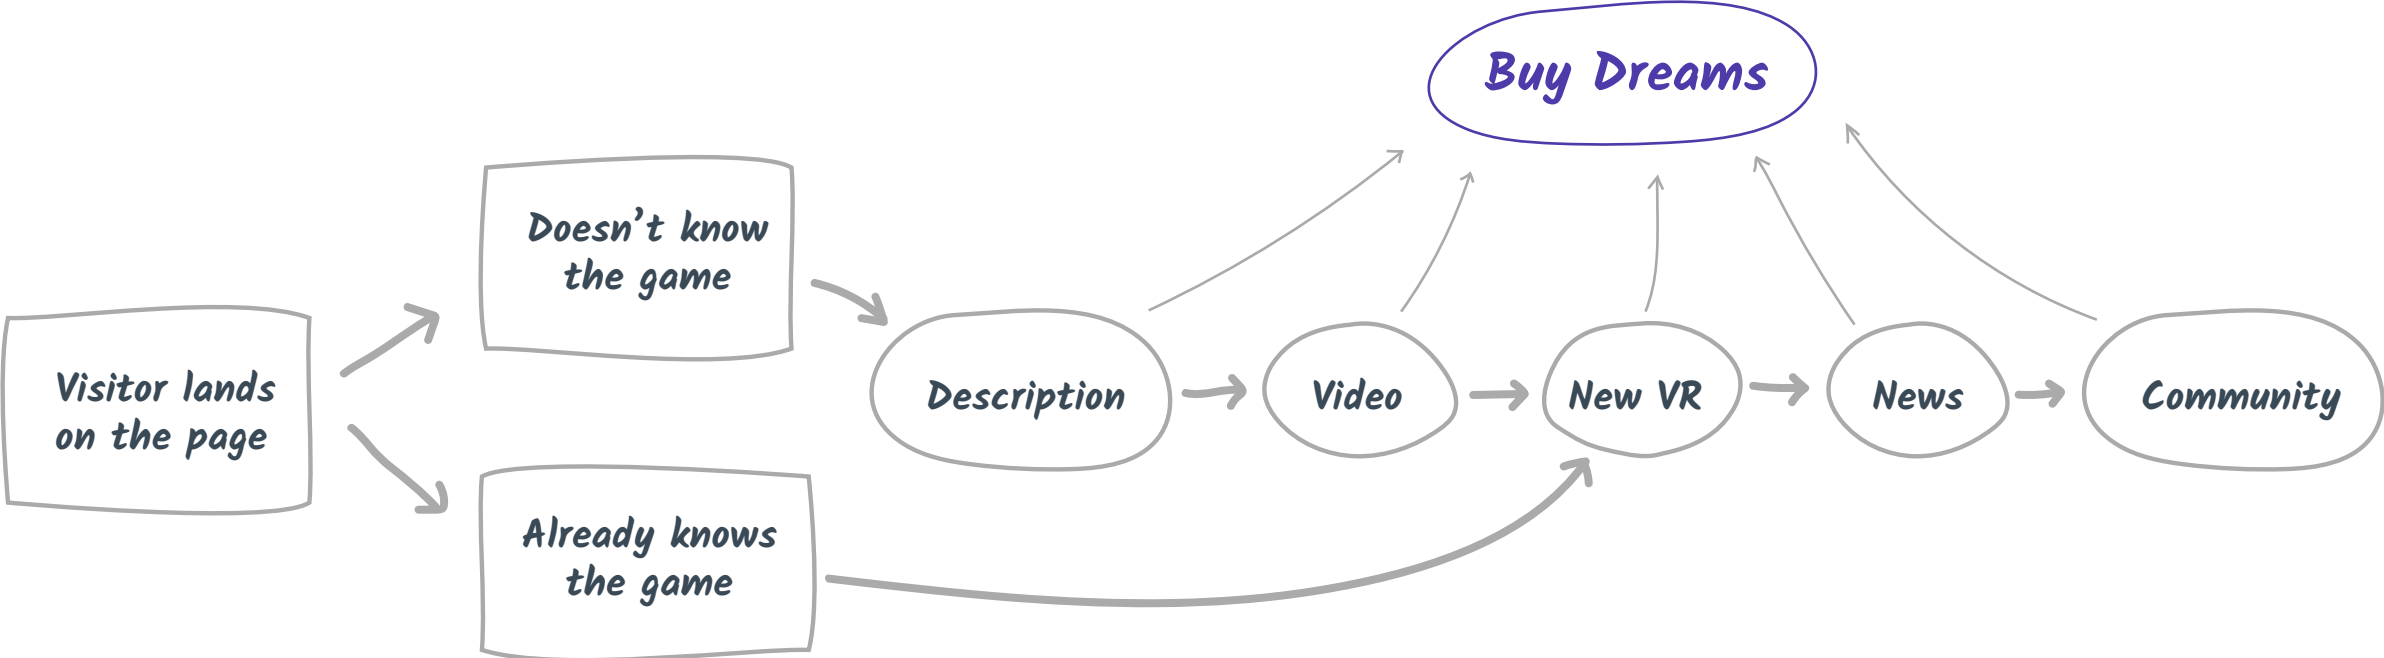 Buy Dreams
Doesn’t know
the game
Visitor lands
on the page
Description
Video
New VR
News
Community
Already knows
the game